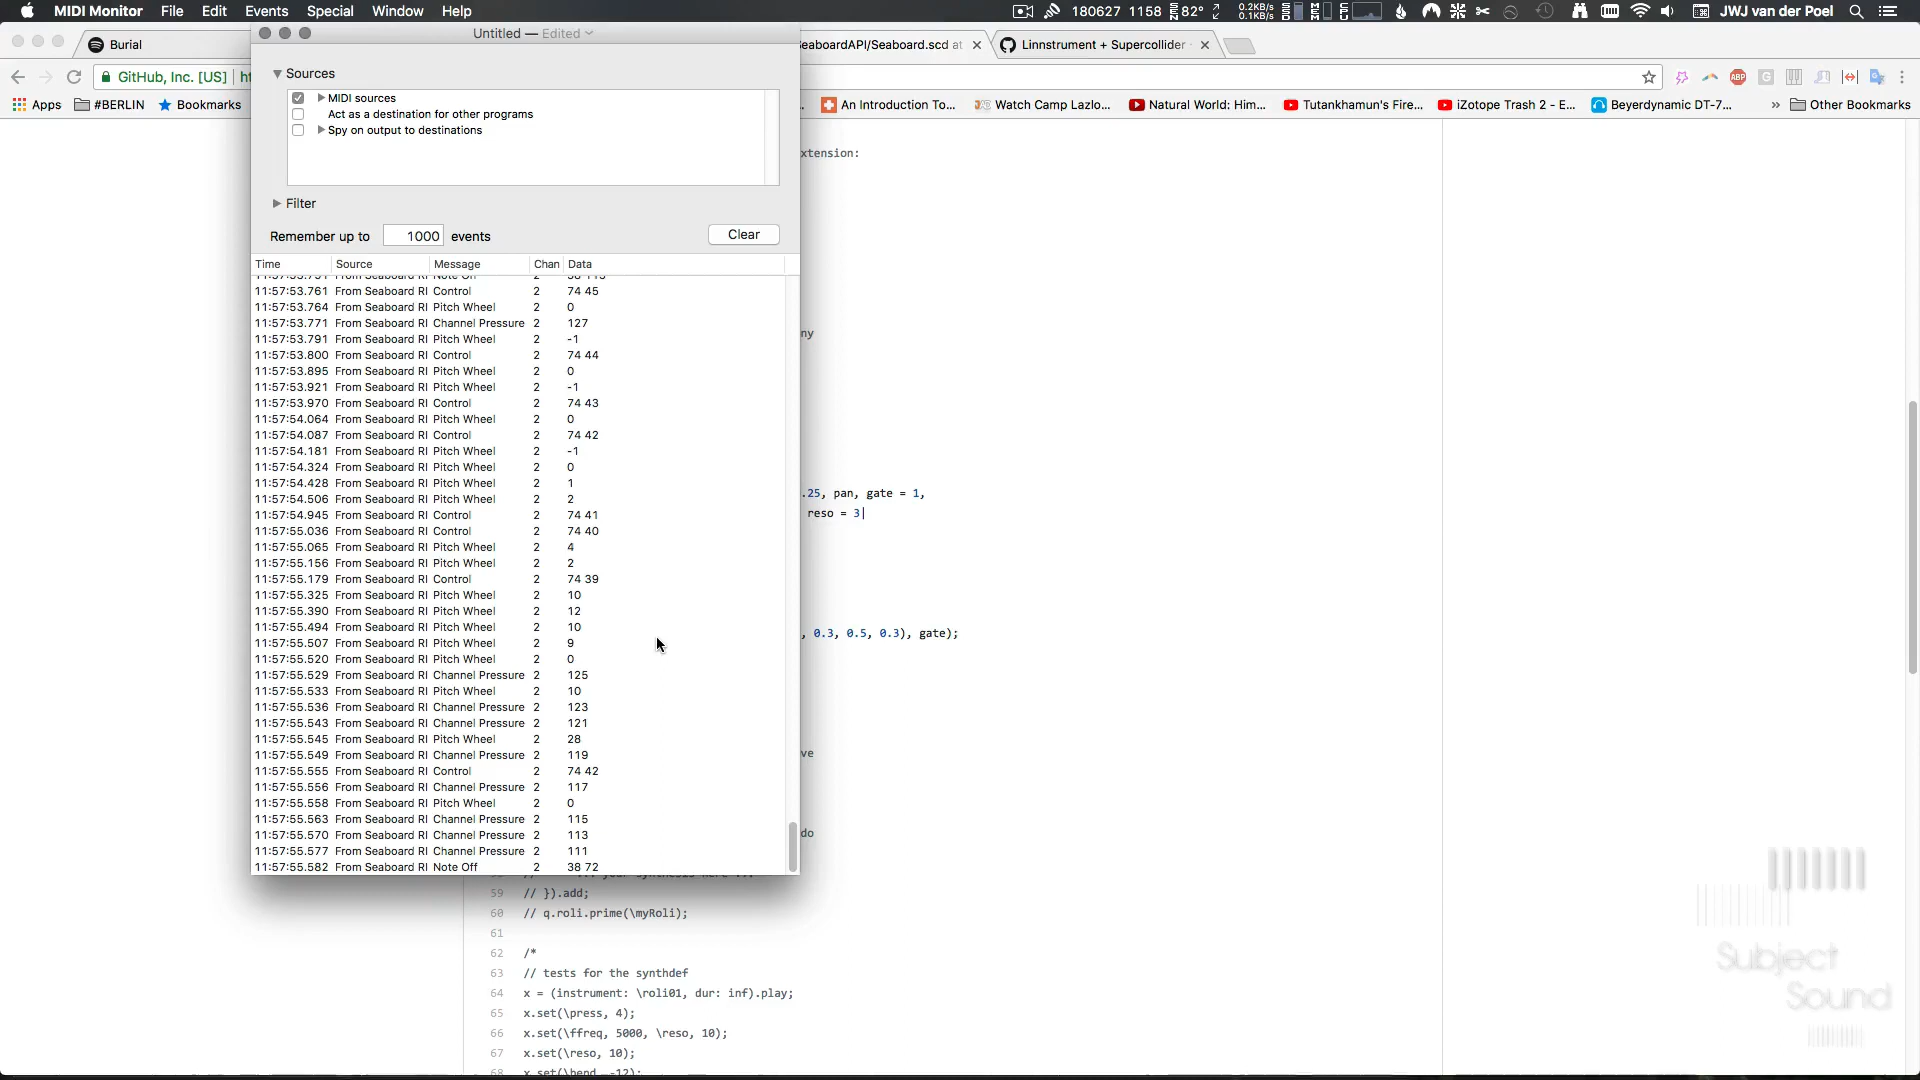 MIDI Monitor File Edit Events Special Window Help 0.2KB/s 0.1KB/s 180627 1158 82° JWJ van der Poel
Burial
Untitled — Edited
SeaboardAPI/Seaboard.scd at
Linnstrument + Supercollider
GitHub, Inc. [US]
Apps #BERLIN Bookmarks An Introduction To... Watch Camp Lazlo... Natural World: Him... Tutankhamun's Fire... iZotope Trash 2 - E... Beyerdynamic DT-7... » Other Bookmarks
Sources
MIDI sources
Act as a destination for other programs
Spy on output to destinations
Filter
Remember up to 1000 events Clear
Time Source Message Chan Data
11:57:53.761 From Seaboard RI Control 2 74 45
11:57:53.764 From Seaboard RI Pitch Wheel 2 0
11:57:53.771 From Seaboard RI Channel Pressure 2 127
11:57:53.791 From Seaboard RI Pitch Wheel 2 -1
11:57:53.800 From Seaboard RI Control 2 74 44
11:57:53.895 From Seaboard RI Pitch Wheel 2 0
11:57:53.921 From Seaboard RI Pitch Wheel 2 -1
11:57:53.970 From Seaboard RI Control 2 74 43
11:57:54.064 From Seaboard RI Pitch Wheel 2 0
11:57:54.087 From Seaboard RI Control 2 74 42
11:57:54.181 From Seaboard RI Pitch Wheel 2 -1
11:57:54.324 From Seaboard RI Pitch Wheel 2 0
11:57:54.428 From Seaboard RI Pitch Wheel 2 1
11:57:54.506 From Seaboard RI Pitch Wheel 2 2
11:57:54.945 From Seaboard RI Control 2 74 41
11:57:55.036 From Seaboard RI Control 2 74 40
11:57:55.065 From Seaboard RI Pitch Wheel 2 4
11:57:55.156 From Seaboard RI Pitch Wheel 2 2
11:57:55.179 From Seaboard RI Control 2 74 39
11:57:55.325 From Seaboard RI Pitch Wheel 2 10
11:57:55.390 From Seaboard RI Pitch Wheel 2 12
11:57:55.494 From Seaboard RI Pitch Wheel 2 10
11:57:55.507 From Seaboard RI Pitch Wheel 2 9
11:57:55.520 From Seaboard RI Pitch Wheel 2 0
11:57:55.529 From Seaboard RI Channel Pressure 2 125
11:57:55.533 From Seaboard RI Pitch Wheel 2 10
11:57:55.536 From Seaboard RI Channel Pressure 2 123
11:57:55.543 From Seaboard RI Channel Pressure 2 121
11:57:55.545 From Seaboard RI Pitch Wheel 2 28
11:57:55.549 From Seaboard RI Channel Pressure 2 119
11:57:55.555 From Seaboard RI Control 2 74 42
11:57:55.556 From Seaboard RI Channel Pressure 2 117
11:57:55.558 From Seaboard RI Pitch Wheel 2 0
11:57:55.563 From Seaboard RI Channel Pressure 2 115
11:57:55.570 From Seaboard RI Channel Pressure 2 113
11:57:55.577 From Seaboard RI Channel Pressure 2 111
11:57:55.582 From Seaboard RI Note Off 2 38 72
xtension:
ny
.25, pan, gate = 1,
reso = 3|
, 0.3, 0.5, 0.3), gate);
ve
do
59 // }).add;
60 // q.roli.prime(\myRoli);
61
62 /*
63 // tests for the synthdef
64 x = (instrument: \roli01, dur: inf).play;
65 x.set(\press, 4);
66 x.set(\ffreq, 5000, \reso, 10);
67 x.set(\reso, 10);
68 x.set(\bend, -12);
Subject
Sound